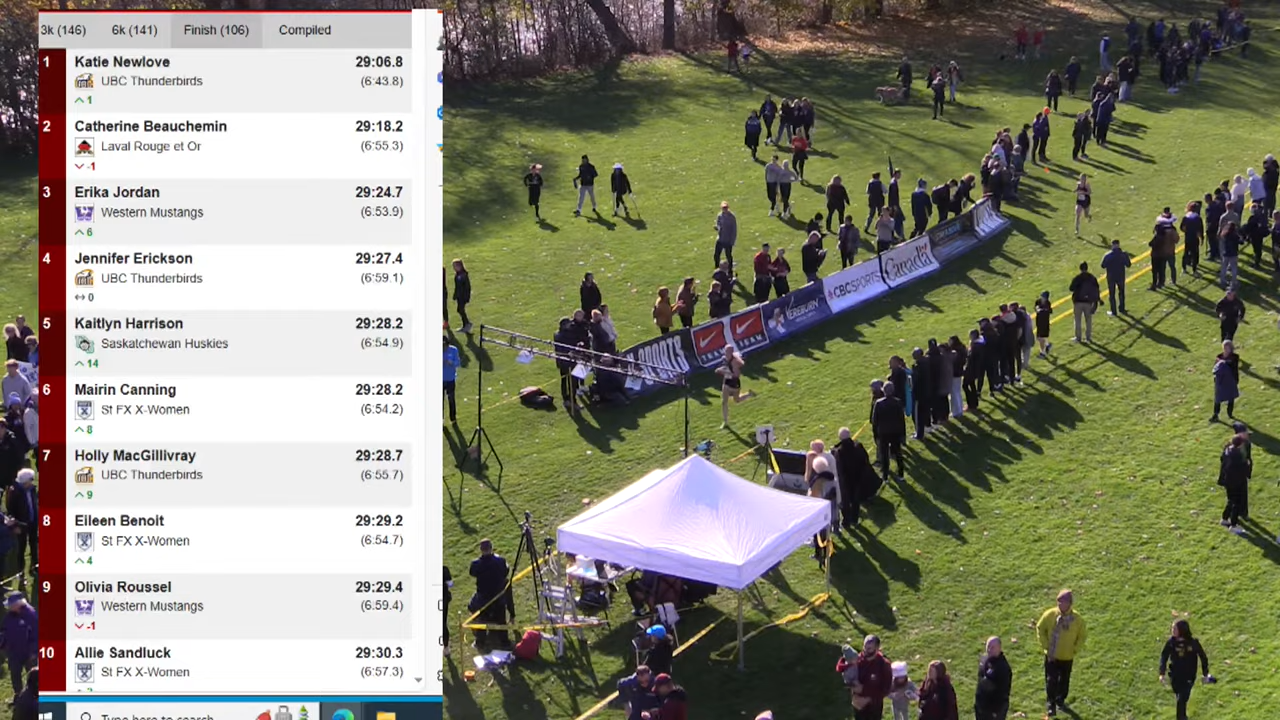 3k (146) 6k (141) Finish (106) Compiled
1 Katie Newlove 29:06.8
UBC Thunderbirds (6:43.8)
1
2 Catherine Beauchemin 29:18.2
Laval Rouge et Or (6:55.3)
-1
3 Erika Jordan 29:24.7
Western Mustangs (6:53.9)
6
4 Jennifer Erickson 29:27.4
UBC Thunderbirds (6:59.1)
0
5 Kaitlyn Harrison 29:28.2
Saskatchewan Huskies (6:54.9)
14
6 Mairin Canning 29:28.2
St FX X-Women (6:54.2)
8
7 Holly MacGillivray 29:28.7
UBC Thunderbirds (6:55.7)
9
8 Eileen Benoit 29:29.2
St FX X-Women (6:54.7)
4
9 Olivia Roussel 29:29.4
Western Mustangs (6:59.4)
-1
10 Allie Sandluck 29:30.3
St FX X-Women (6:57.3)
Type here to search
SPORTS
TEAM TEAM
CBC SPORTS
Canada